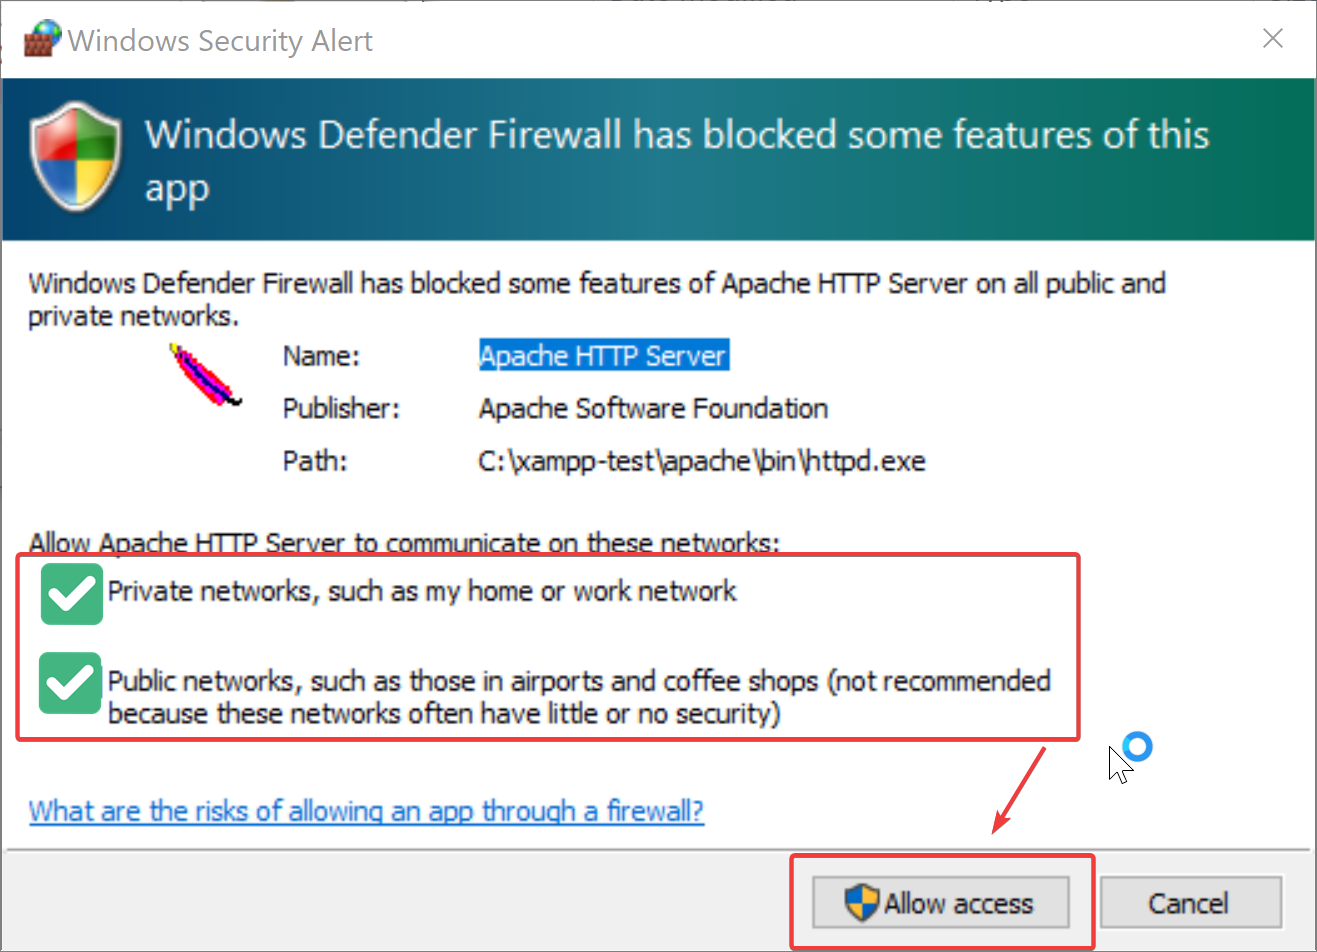 Windows Security Alert
Windows Defender Firewall has blocked some features of this
app
Windows Defender Firewall has blocked some features of Apache HTTP Server on all public and
private networks.
Name: Apache HTTP Server
Publisher: Apache Software Foundation
Path: C:\xampp-test\apache\bin\httpd.exe
Allow Apache HTTP Server to communicate on these networks:
Private networks, such as my home or work network
Public networks, such as those in airports and coffee shops (not recommended
because these networks often have little or no security)
What are the risks of allowing an app through a firewall?
Allow access Cancel